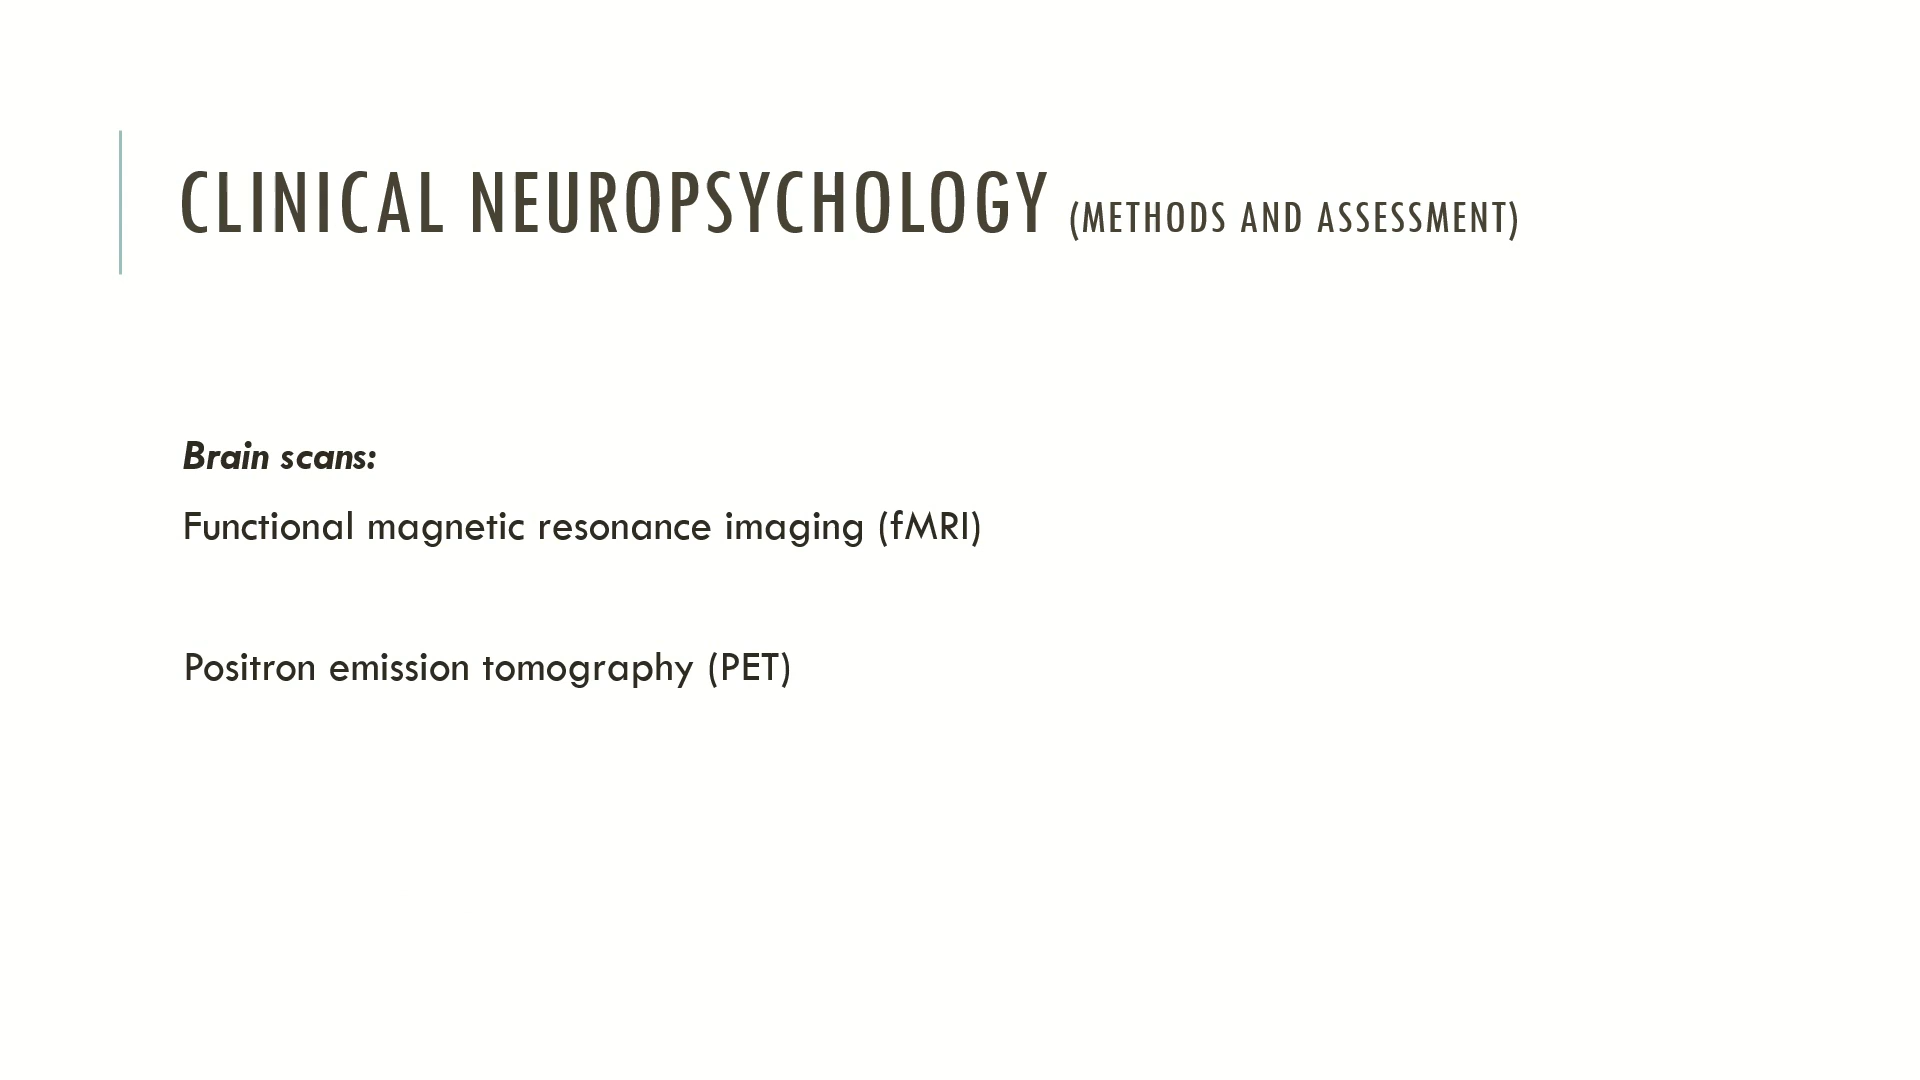 CLINICAL NEUROPSYCHOLOGY (METHODS AND ASSESSMENT)
Brain scans:
Functional magnetic resonance imaging (fMRI)
Positron emission tomography (PET)